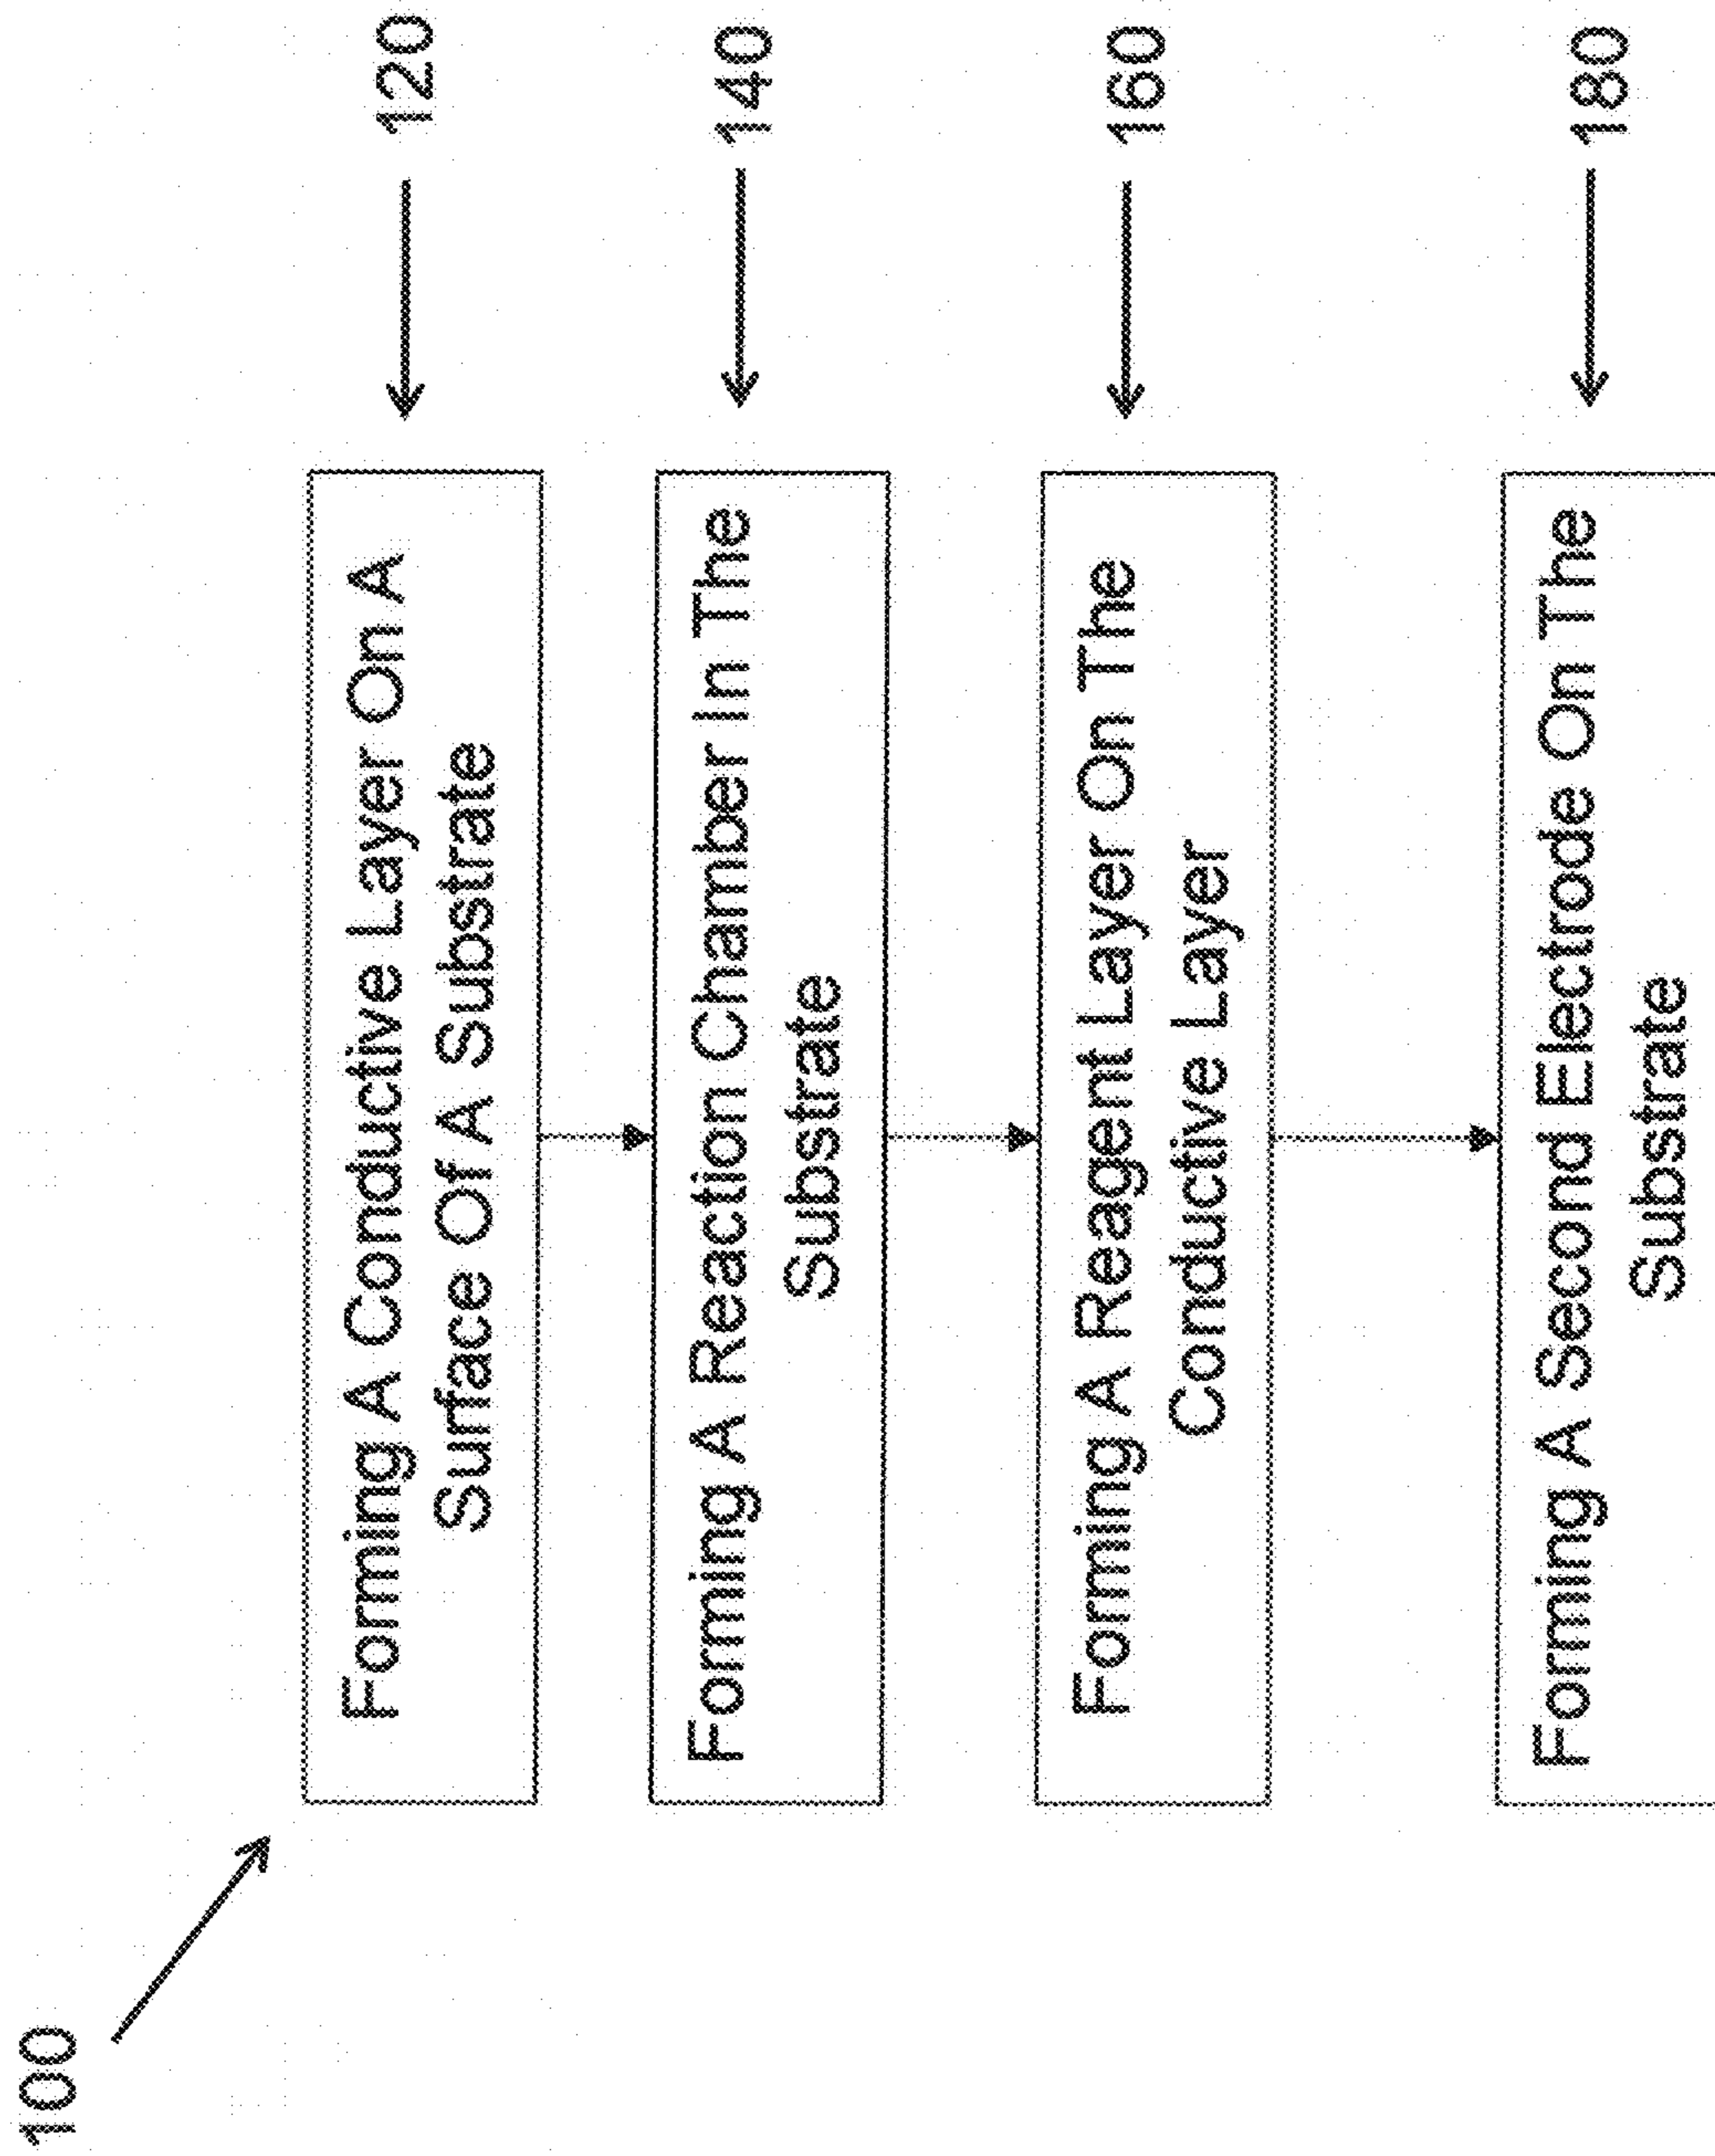 100
Forming A Conductive Layer On A
Surface Of A Substrate
120
Forming A Reaction Chamber In The
Substrate
140
Forming A Reagent Layer On The
Conductive Layer
160
Forming A Second Electrode On The
Substrate
180